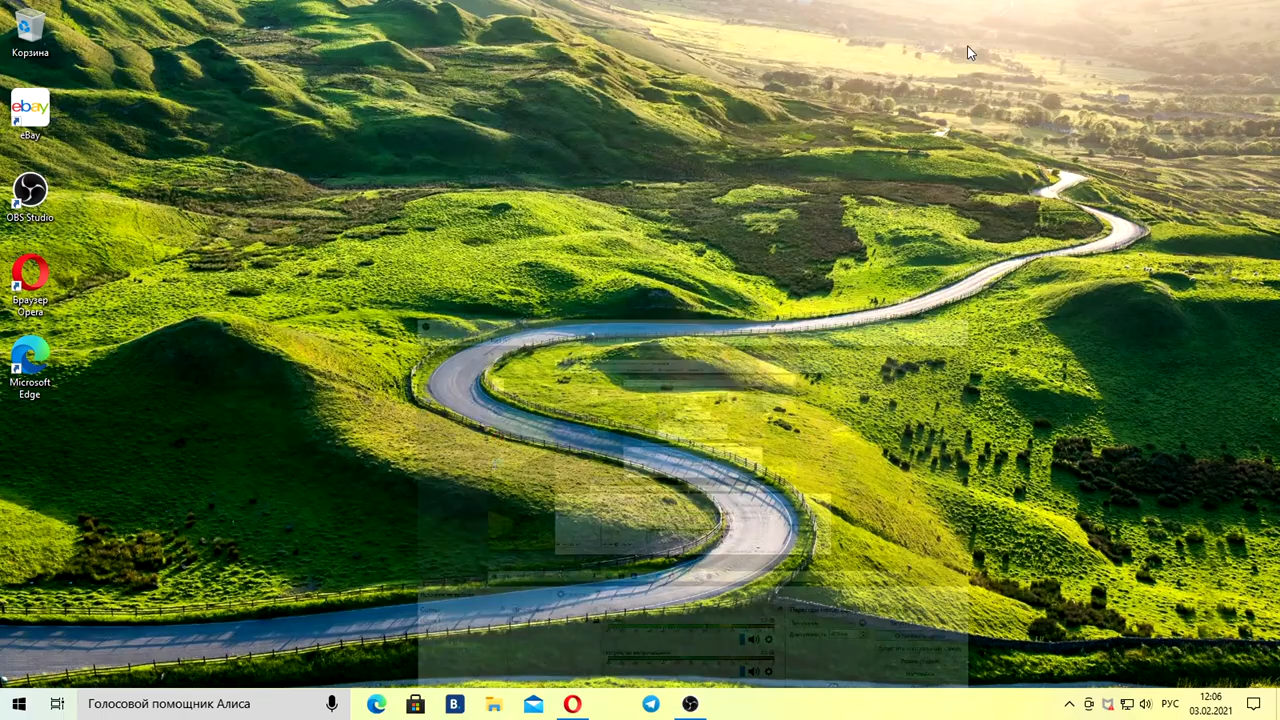 Корзина
ebay
eBay
OBS Studio
Браузер
Opera
Microsoft
Edge
Голосовой помощник Алиса
B.
РУС
12:06
03.02.2021